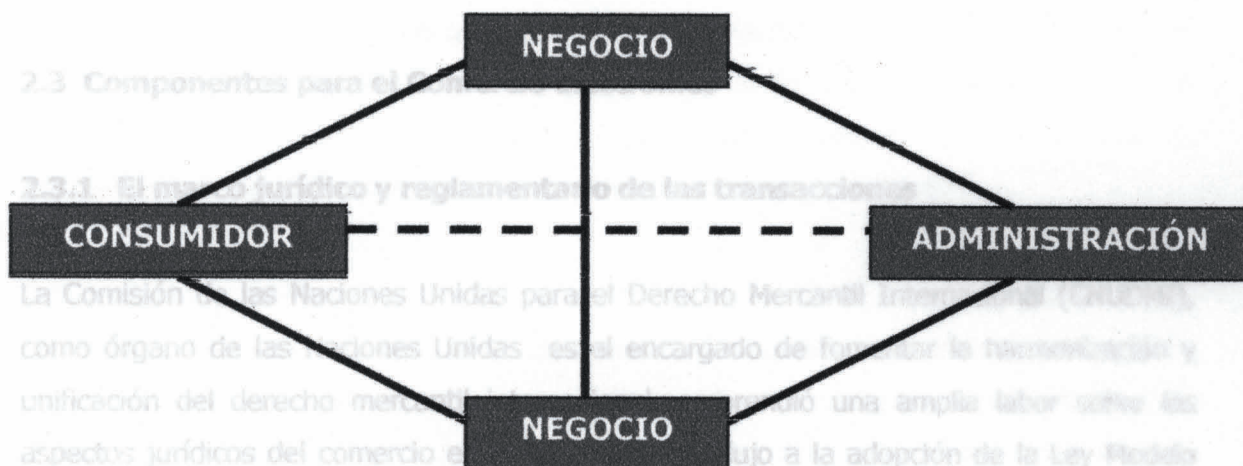 NEGOCIO
2.3 Componentes para el
2.3.1 El marco jurídico y reglamentario de las transacciones
CONSUMIDOR
ADMINISTRACIÓN
La Comisión de las Naciones Unidas para el Derecho Mercantil Internacional (CNUDMI),
como órgano de las Naciones Unidas es el encargado de fomentar la harmonización y
unificación del derecho mercantil una amplia labor sobre los
NEGOCIO
aspectos jurídicos del comercio a la adopción de la Ley Modelo